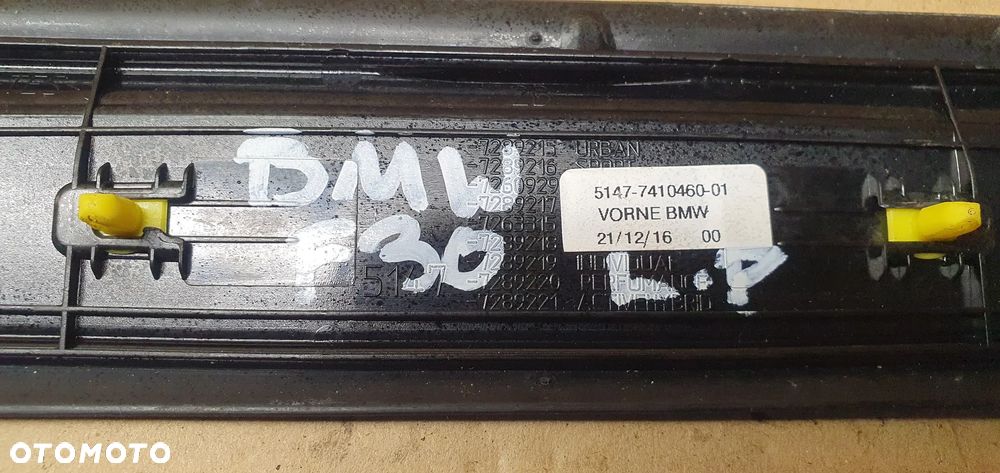 -7289215 URBAN
-7289216 SPORT
-7260929
-7289217
-7263315
-7289218
-7289219 INDIVIDUAL
-7289220 PERFORMANCE
-7289221 ACTIVEHYBRID
5147-
BMW
F30
L.P
5147-7410460-01
VORNE BMW
21/12/16 00
OTOMOTO